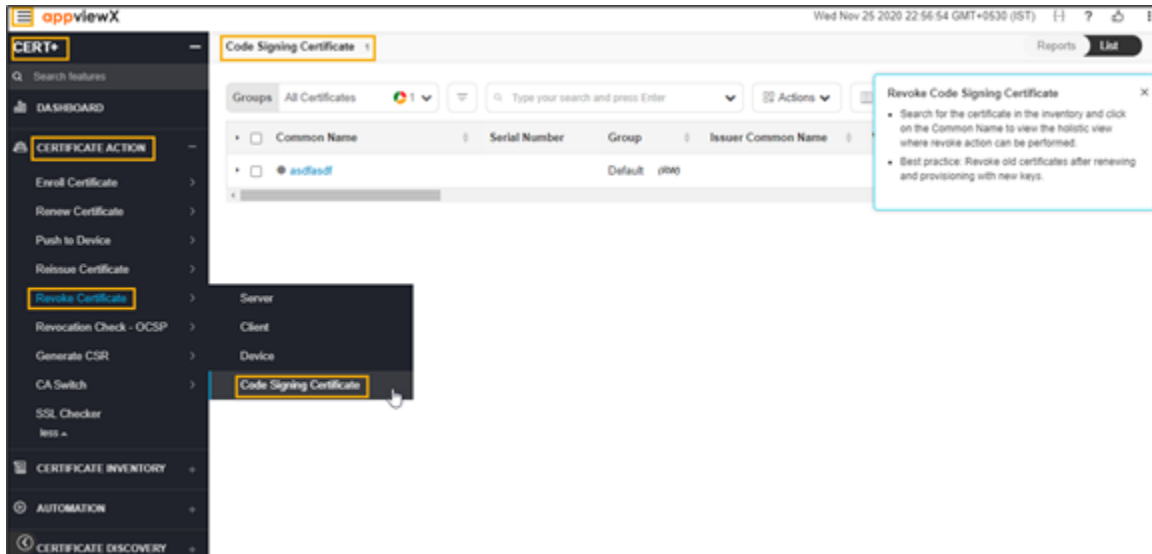 appviewX
Wed Nov 25 2020 22:56:54 GMT+0530 (IST)
CERT+
Code Signing Certificate 1
Reports List
Search features
DASHBOARD
CERTIFICATE ACTION
Enroll Certificate
Renew Certificate
Push to Device
Reissue Certificate
Revoke Certificate
Revocation Check - OCSP
Generate CSR
CA Switch
SSL Checker
less
CERTIFICATE INVENTORY
AUTOMATION
CERTIFICATE DISCOVERY
Groups All Certificates 1 Type your search and press Enter Actions
Common Name Serial Number Group Issuer Common Name
asdfasdf Default (RW)
Server
Client
Device
Code Signing Certificate
Revoke Code Signing Certificate
Search for the certificate in the inventory and click
on the Common Name to view the holistic view
where revoke action can be performed.
Best practice: Revoke old certificates after renewing
and provisioning with new keys.